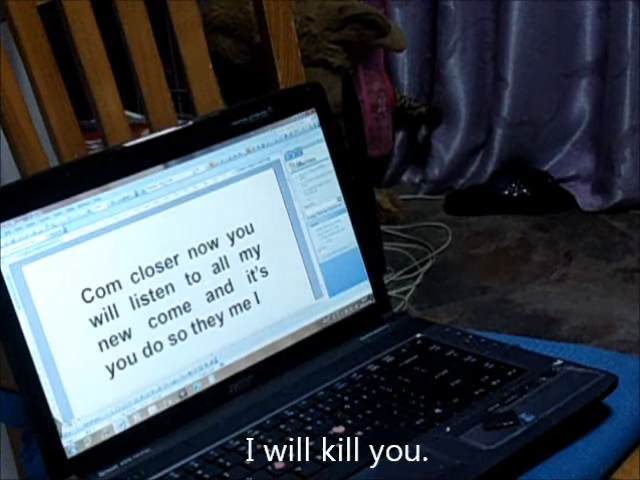 Com closer now you
will listen to all my
new come and it's
you do so they me I
acer
I will kill you.